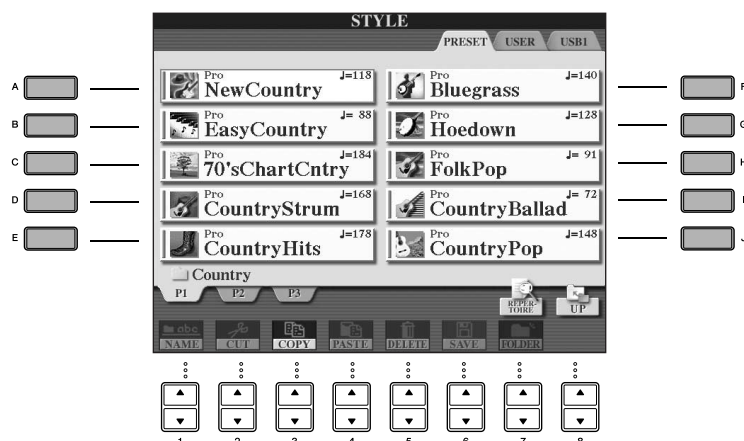 STYLE
PRESET USER USB1
A
B
C
D
E
Pro ♩=118
NewCountry
Pro ♩= 88
EasyCountry
Pro ♩=184
70'sChartCntry
Pro ♩=168
CountryStrum
Pro ♩=178
CountryHits
Pro ♩=140
Bluegrass
Pro ♩=128
Hoedown
Pro ♩= 91
FolkPop
Pro ♩= 72
CountryBallad
Pro ♩=148
CountryPop
F
G
H
I
J
Country
P1 P2 P3
REPER-
TOIRE
UP
abc
NAME CUT COPY PASTE DELETE SAVE FOLDER
1 2 3 4 5 6 7 8